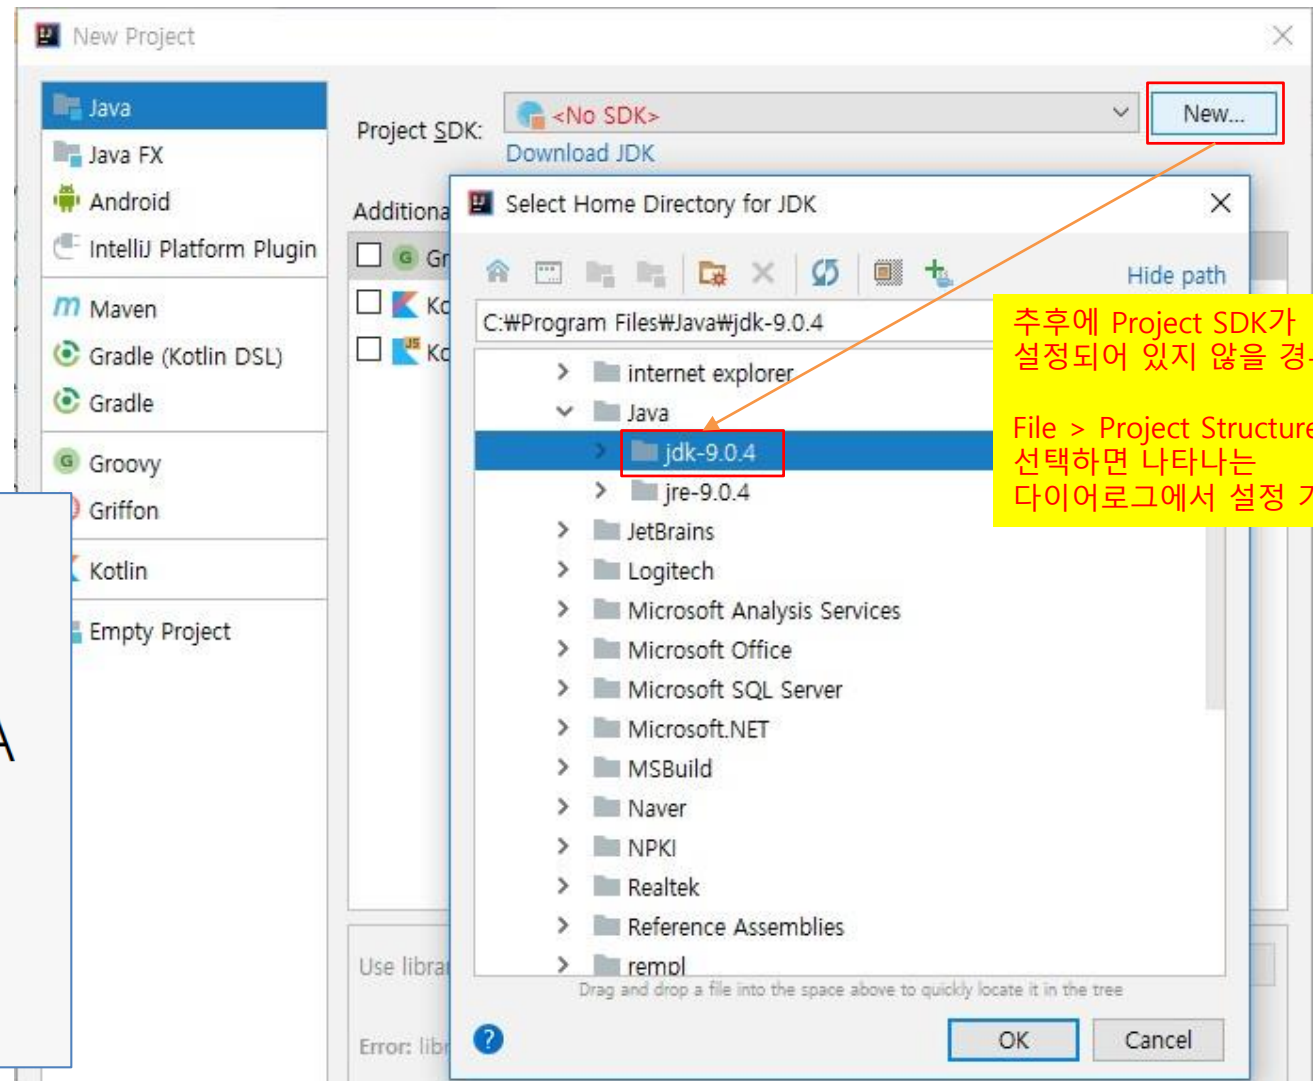 New Project
Java
Java FX
Android
IntelliJ Platform Plugin
Maven
Gradle (Kotlin DSL)
Gradle
Groovy
Griffon
Kotlin
Empty Project
A
Project SDK:
<No SDK>
New...
Download JDK
Additiona
Gr
Ko
Ko
Select Home Directory for JDK
Hide path
C:₩Program Files₩Java₩jdk-9.0.4
internet explorer
Java
jdk-9.0.4
jre-9.0.4
JetBrains
Logitech
Microsoft Analysis Services
Microsoft Office
Microsoft SQL Server
Microsoft.NET
MSBuild
Naver
NPKI
Realtek
Reference Assemblies
rempl
Drag and drop a file into the space above to quickly locate it in the tree
OK
Cancel
추후에 Project SDK가
설정되어 있지 않을
File > Project Structure
선택하면 나타나는
다이어로그에서 설정
Use librar
Error: libr